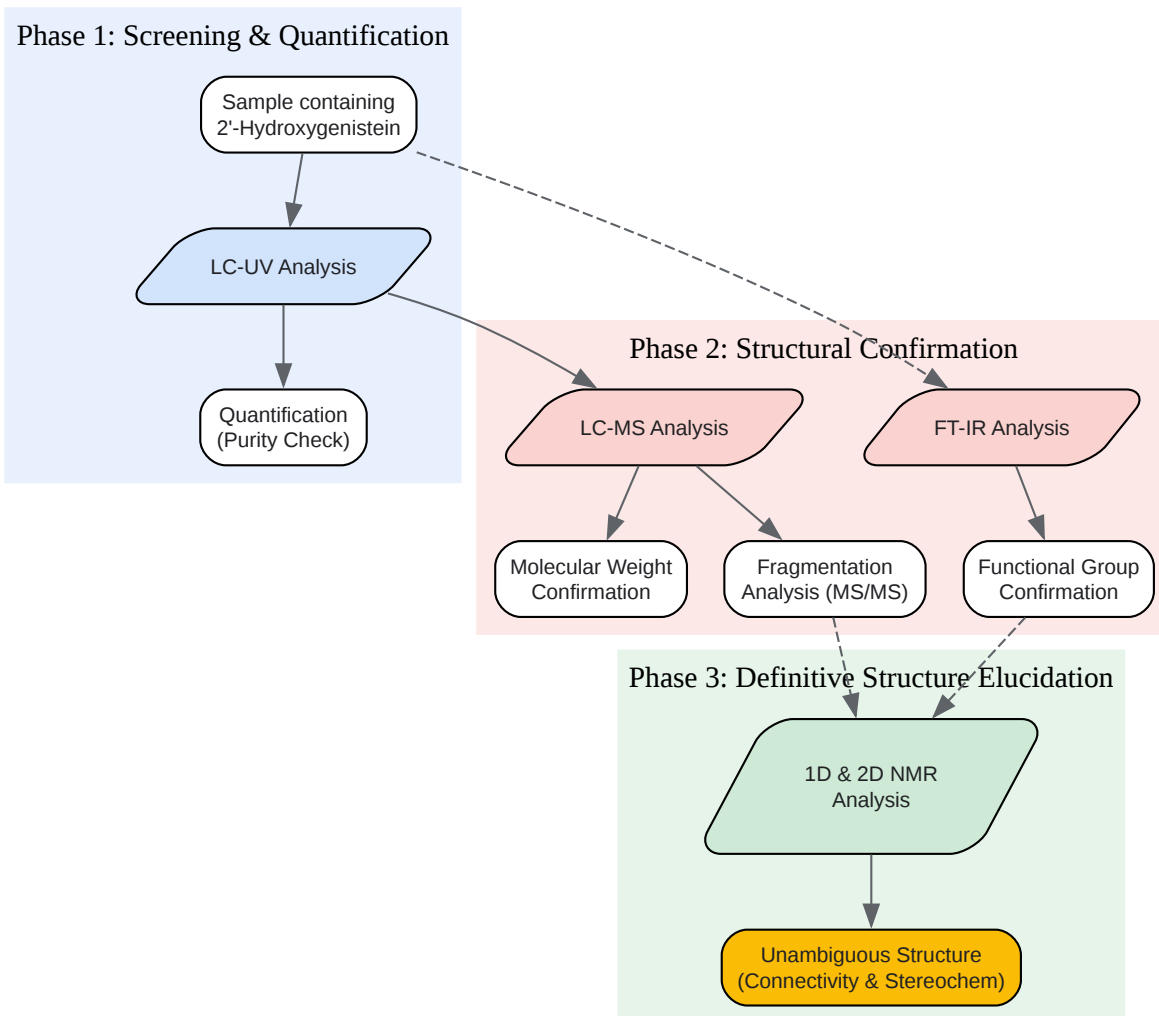 Phase 1: Screening & Quantification
Sample containing
2'-Hydroxygenistein
LC-UV Analysis
Quantification
(Purity Check)
Phase 2: Structural Confirmation
LC-MS Analysis
FT-IR Analysis
Molecular Weight
Confirmation
Fragmentation
Analysis (MS/MS)
Functional Group
Confirmation
Phase 3: Definitive Structure Elucidation
1D & 2D NMR
Analysis
Unambiguous Structure
(Connectivity & Stereochem)